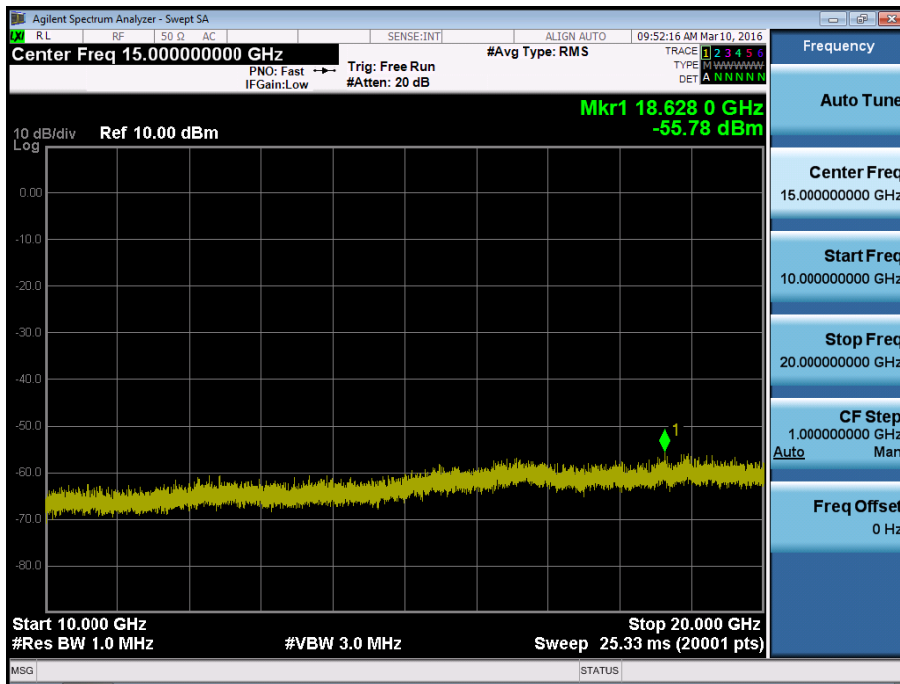 Agilent Spectrum Analyzer - Swept SA
LXI RL RF 50 Ω AC SENSE:INT ALIGN AUTO 09:52:16 AM Mar 10, 2016
Center Freq 15.000000000 GHz
PNO: Fast
IFGain:Low
Trig: Free Run
#Atten: 20 dB
#Avg Type: RMS
TRACE 1 2 3 4 5 6
TYPE M WWWWW
DET A N N N N N
Mkr1 18.628 0 GHz
-55.78 dBm
10 dB/div Ref 10.00 dBm
Log
0.00
-10.0
-20.0
-30.0
-40.0
-50.0
-60.0
-70.0
-80.0
1
Start 10.000 GHz Stop 20.000 GHz
#Res BW 1.0 MHz #VBW 3.0 MHz Sweep 25.33 ms (20001 pts)
MSG STATUS
Frequency
Auto Tune
Center Freq
15.000000000 GHz
Start Freq
10.000000000 GHz
Stop Freq
20.000000000 GHz
CF Step
1.000000000 GHz
Auto Man
Freq Offset
0 Hz